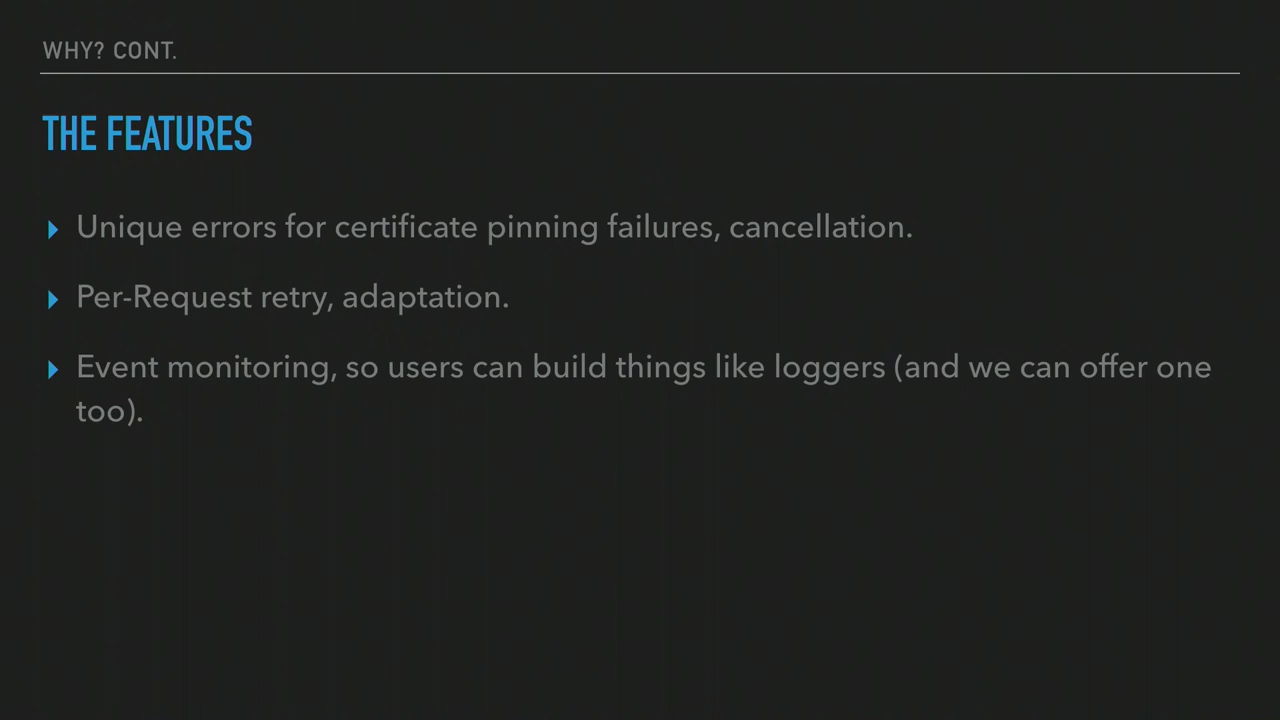 WHY? CONT.
THE FEATURES
Unique errors for certificate pinning failures, cancellation.
Per-Request retry, adaptation.
Event monitoring, so users can build things like loggers (and we can offer one
too).